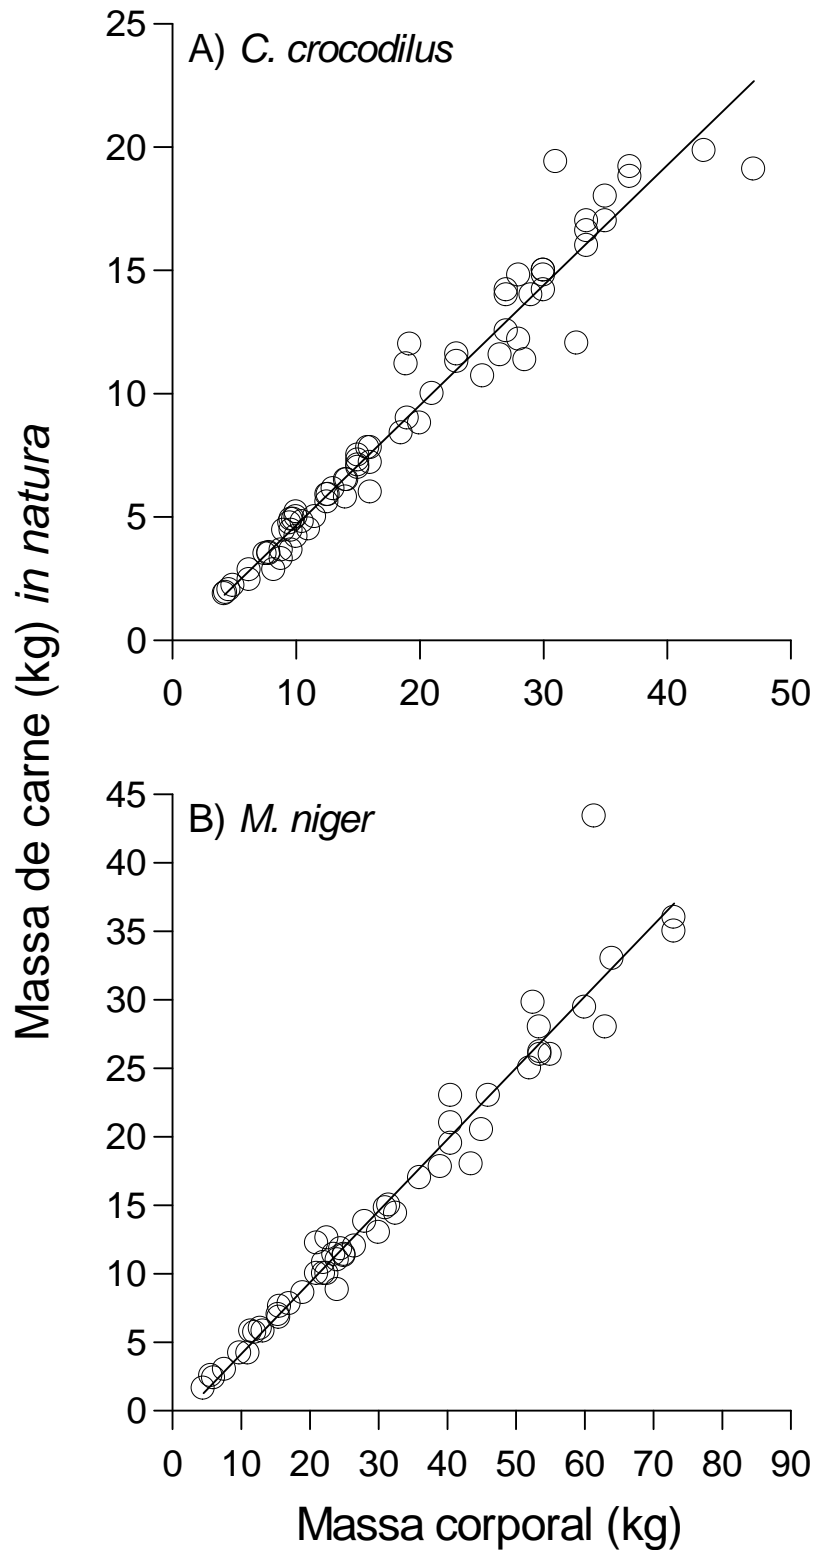 Massa de carne (kg) in natura
A) C. crocodilus
25
20
15
10
5
0
0 10 20 30 40 50
B) M. niger
45
40
35
30
25
20
15
10
5
0
0 10 20 30 40 50 60 70 80 90
Massa corporal (kg)